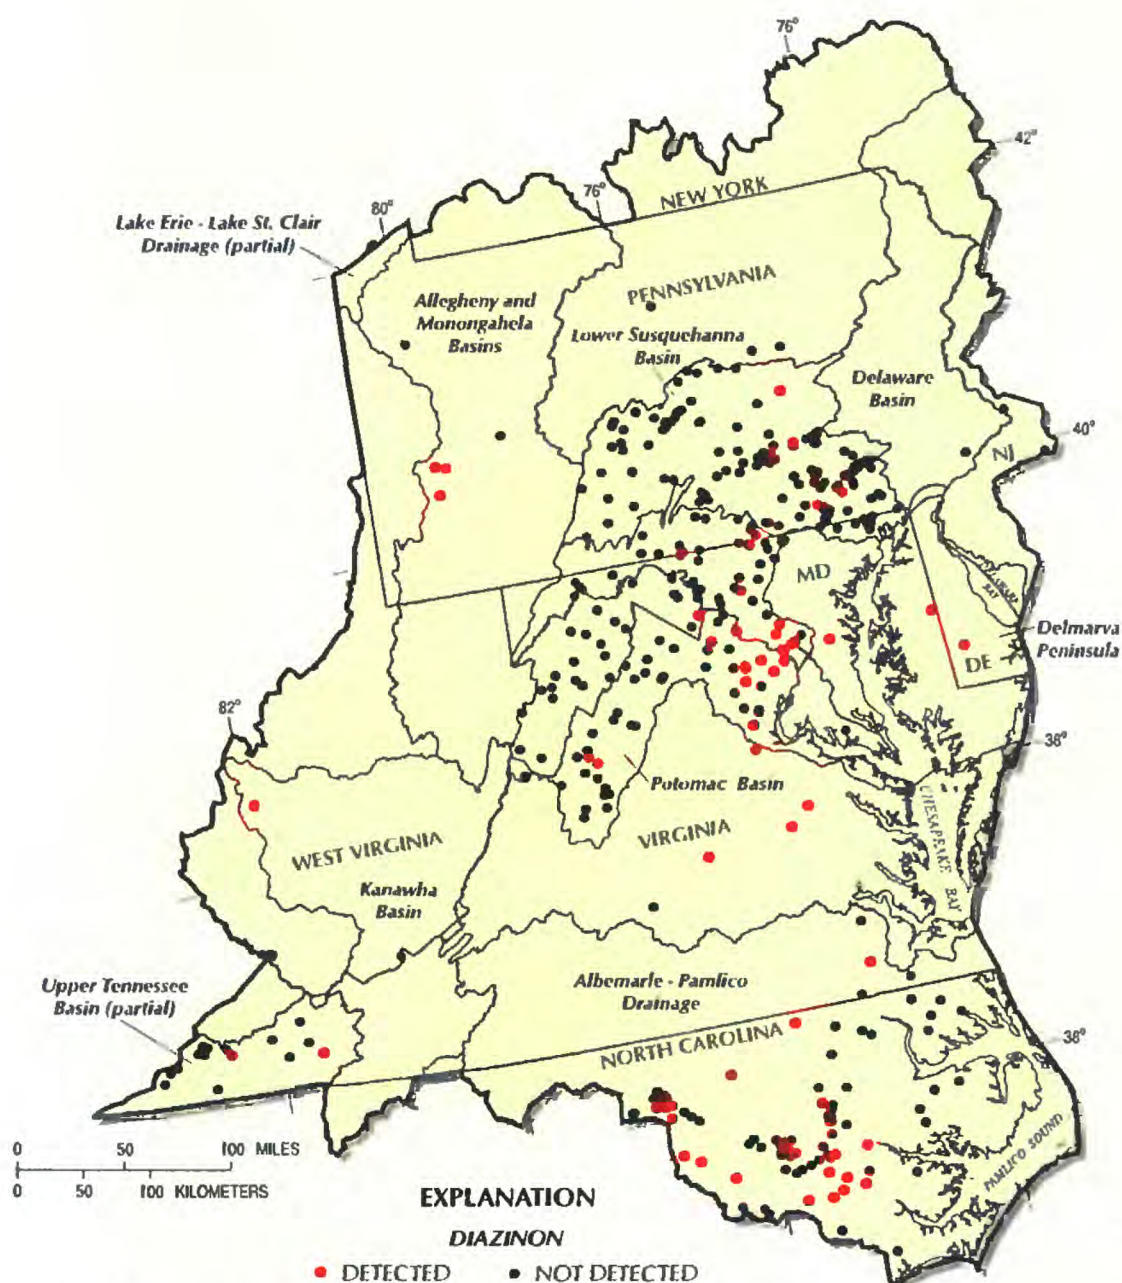 76°
42°
NEW YORK
76°
80°
Lake Erie - Lake St. Clair
Drainage (partial)
PENNSYLVANIA
Allegheny and
Monongahela
Basins
Lower Susquehanna
Basin
Delaware
Basin
40°
NJ
MD
BAY
Delmarva
Peninsula
DE
82°
38°
Potomac Basin
CHESAPEAKE BAY
VIRGINIA
WEST VIRGINIA
Kanawha
Basin
Upper Tennessee
Basin (partial)
Albemarle - Pamlico
Drainage
NORTH CAROLINA
38°
PAMLICO SOUND
0 50 100 MILES
0 50 100 KILOMETERS
EXPLANATION
DIAZINON
DETECTED NOT DETECTED